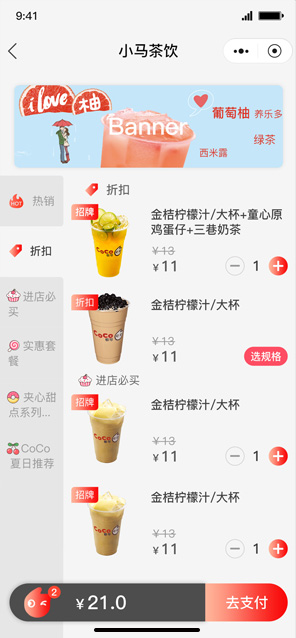 9:41
小马茶饮
i love 柚
Banner
葡萄柚 养乐多
绿茶
西米露
热销
折扣
进店必
买
实惠套
餐
夹心甜
点系列...
CoCo
夏日推荐
折扣
招牌
金桔柠檬汁/大杯+童心原
鸡蛋仔+三巷奶茶
¥ 13
¥ 11
1
折扣
金桔柠檬汁/大杯
¥ 13
¥ 11
选规格
进店必买
招牌
金桔柠檬汁/大杯
¥ 13
¥ 11
1
招牌
金桔柠檬汁/大杯
¥ 13
¥ 11
1
2
¥ 21.0
去支付